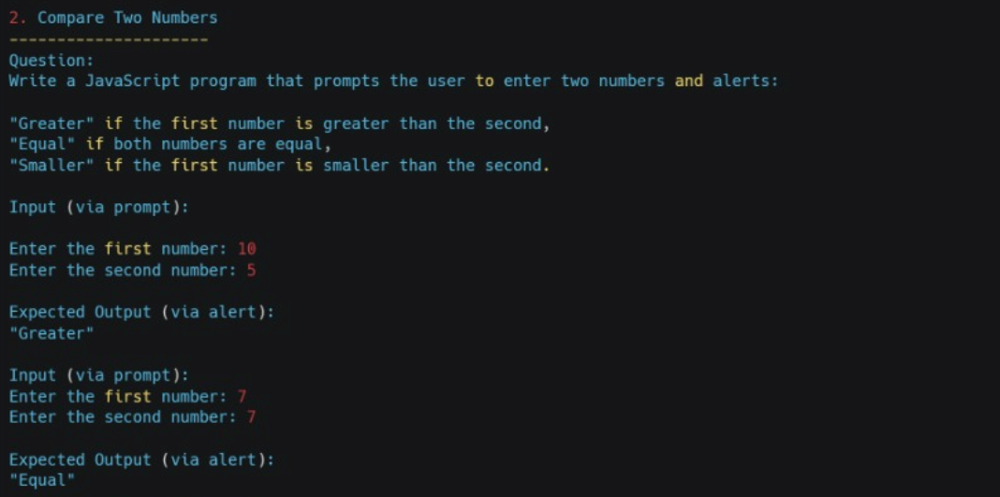 2. Compare Two Numbers
---------------------
Question:
Write a JavaScript program that prompts the user to enter two numbers and alerts:
"Greater" if the first number is greater than the second,
"Equal" if both numbers are equal,
"Smaller" if the first number is smaller than the second.
Input (via prompt):
Enter the first number: 10
Enter the second number: 5
Expected Output (via alert):
"Greater"
Input (via prompt):
Enter the first number: 7
Enter the second number: 7
Expected Output (via alert):
"Equal"